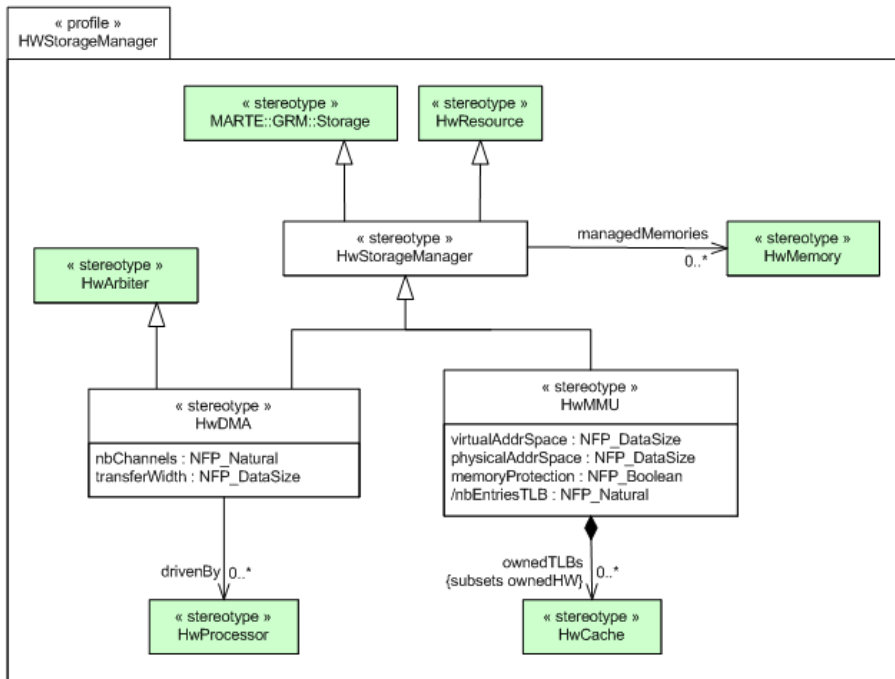 « profile »
HWStorageManager
« stereotype »
MARTE::GRM::Storage
« stereotype »
HwResource
« stereotype »
HwStorageManager
managedMemories
0..*
« stereotype »
HwMemory
« stereotype »
HwArbiter
« stereotype »
HwDMA
nbChannels : NFP_Natural
transferWidth : NFP_DataSize
« stereotype »
HwMMU
virtualAddrSpace : NFP_DataSize
physicalAddrSpace : NFP_DataSize
memoryProtection : NFP_Boolean
/nbEntriesTLB : NFP_Natural
drivenBy
0..*
ownedTLBs
{subsets ownedHW}
0..*
« stereotype »
HwProcessor
« stereotype »
HwCache